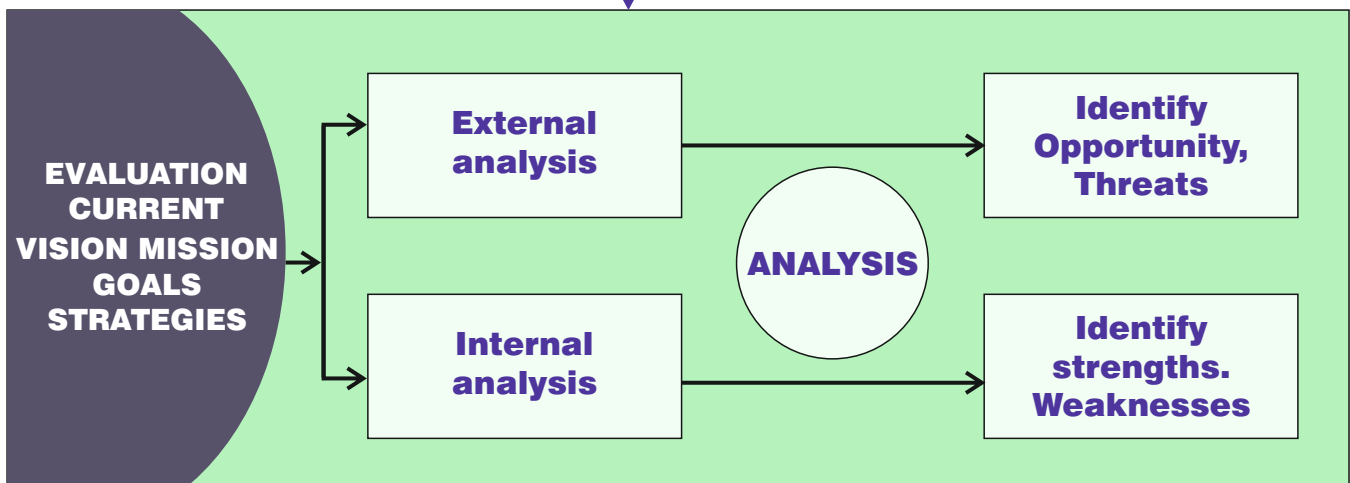 EVALUATION
CURRENT
VISION MISSION
GOALS
STRATEGIES
External
analysis
Identify
Opportunity,
Threats
ANALYSIS
Internal
analysis
Identify
strengths.
Weaknesses